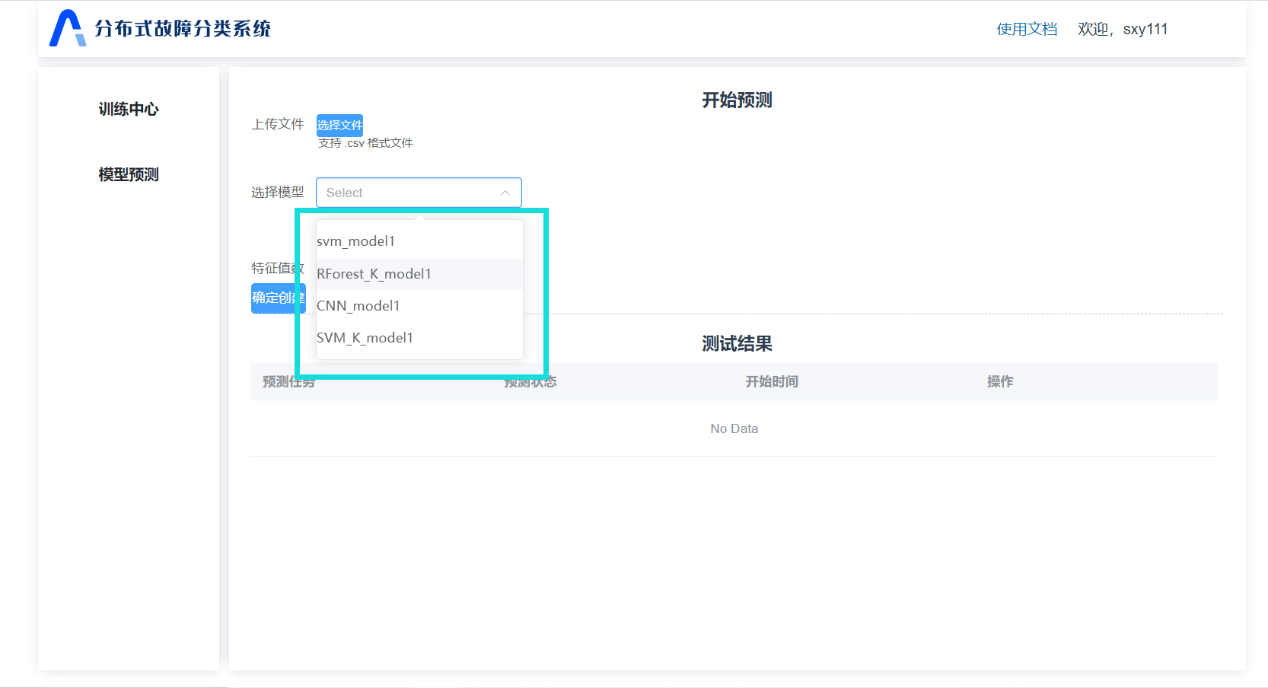 分布式故障分类系统
使用文档 欢迎，sxy111
训练中心
模型预测
开始预测
上传文件 选择文件
支持 .csv 格式文件
选择模型 Select
svm_model1
RForest_K_model1
CNN_model1
SVM_K_model1
特征值数
确定创建
测试结果
预测任务 预测状态 开始时间 操作
No Data